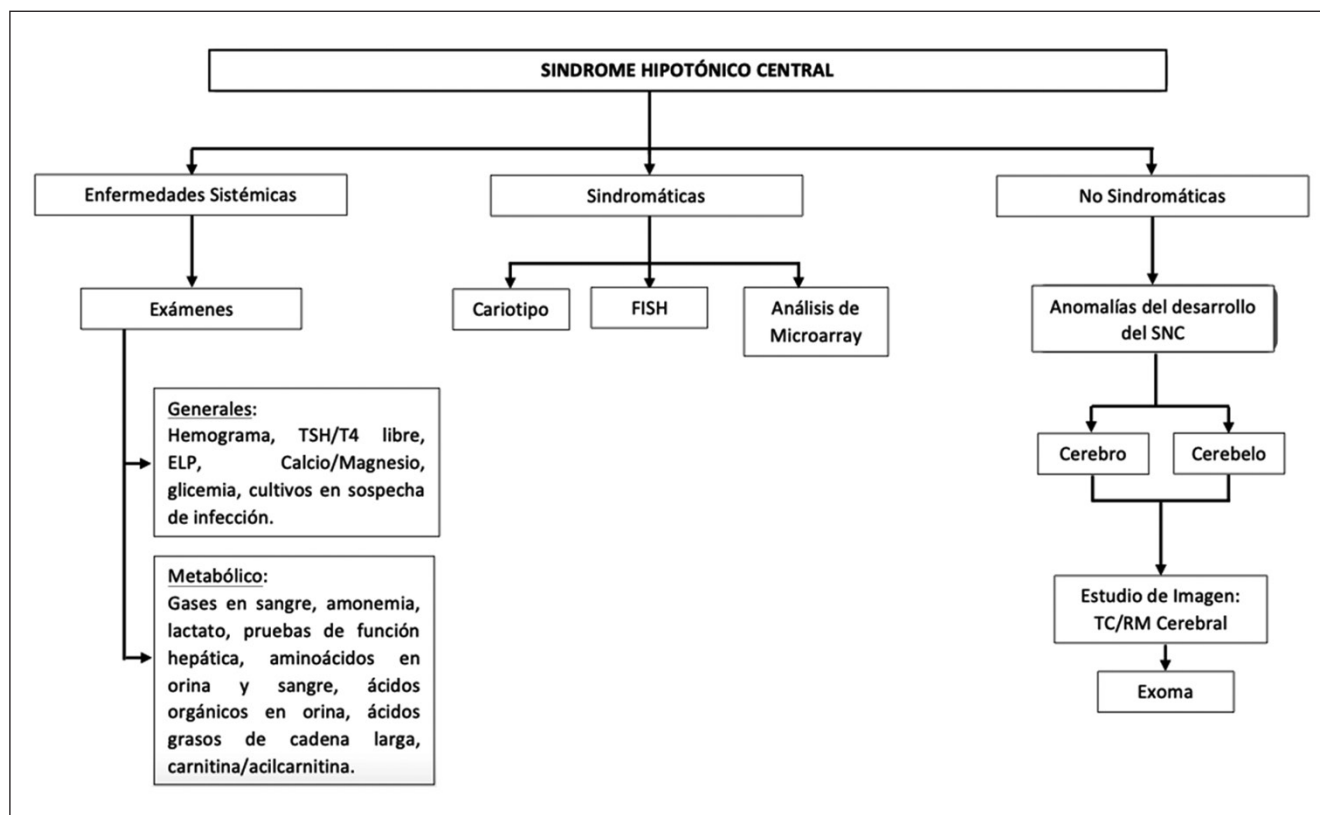 SINDROME HIPOTÓNICO CENTRAL
Enfermedades Sistémicas
Sindromáticas
No Sindromáticas
Exámenes
Cariotipo
FISH
Análisis de
Microarray
Anomalías del desarrollo
del SNC
Generales:
Hemograma, TSH/T4 libre,
ELP, Calcio/Magnesio,
glicemia, cultivos en sospecha
de infección.
Cerebro
Cerebelo
Metabólico:
Gases en sangre, amonemia,
lactato, pruebas de función
hepática, aminoácidos en
orina y sangre, ácidos
orgánicos en orina, ácidos
grasos de cadena larga,
carnitina/acilcarnitina.
Estudio de Imagen:
TC/RM Cerebral
Exoma